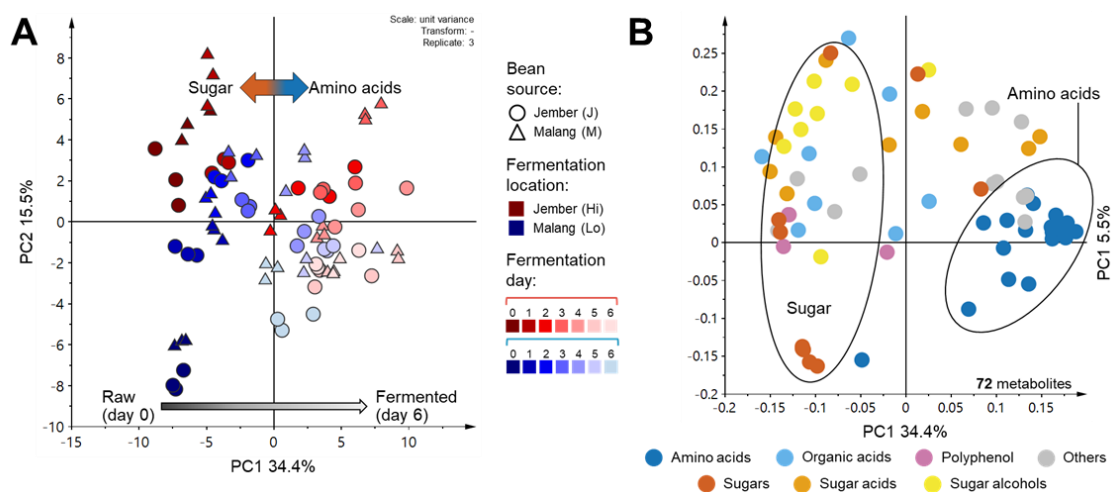 A
Scale: unit variance
Transform: -
Replicate: 3
8
6
4
2
0
-2
-4
-6
-8
-10
PC2 15.5%
Sugar
Amino acids
Raw
(day 0)
Fermented
(day 6)
-15
-10
-5
0
5
10
PC1 34.4%
Bean
source:
Jember (J)
Malang (M)
Fermentation
location:
Jember (Hi)
Malang (Lo)
Fermentation
day:
0 1 2 3 4 5 6
0 1 2 3 4 5 6
B
0.25
0.2
0.15
0.1
0.05
0
-0.05
-0.1
-0.15
-0.2
Amino acids
Sugar
PC1 5.5%
72 metabolites
-0.15
-0.1
-0.05
0
0.05
0.1
0.15
PC1 34.4%
Amino acids
Organic acids
Polyphenol
Others
Sugars
Sugar acids
Sugar alcohols